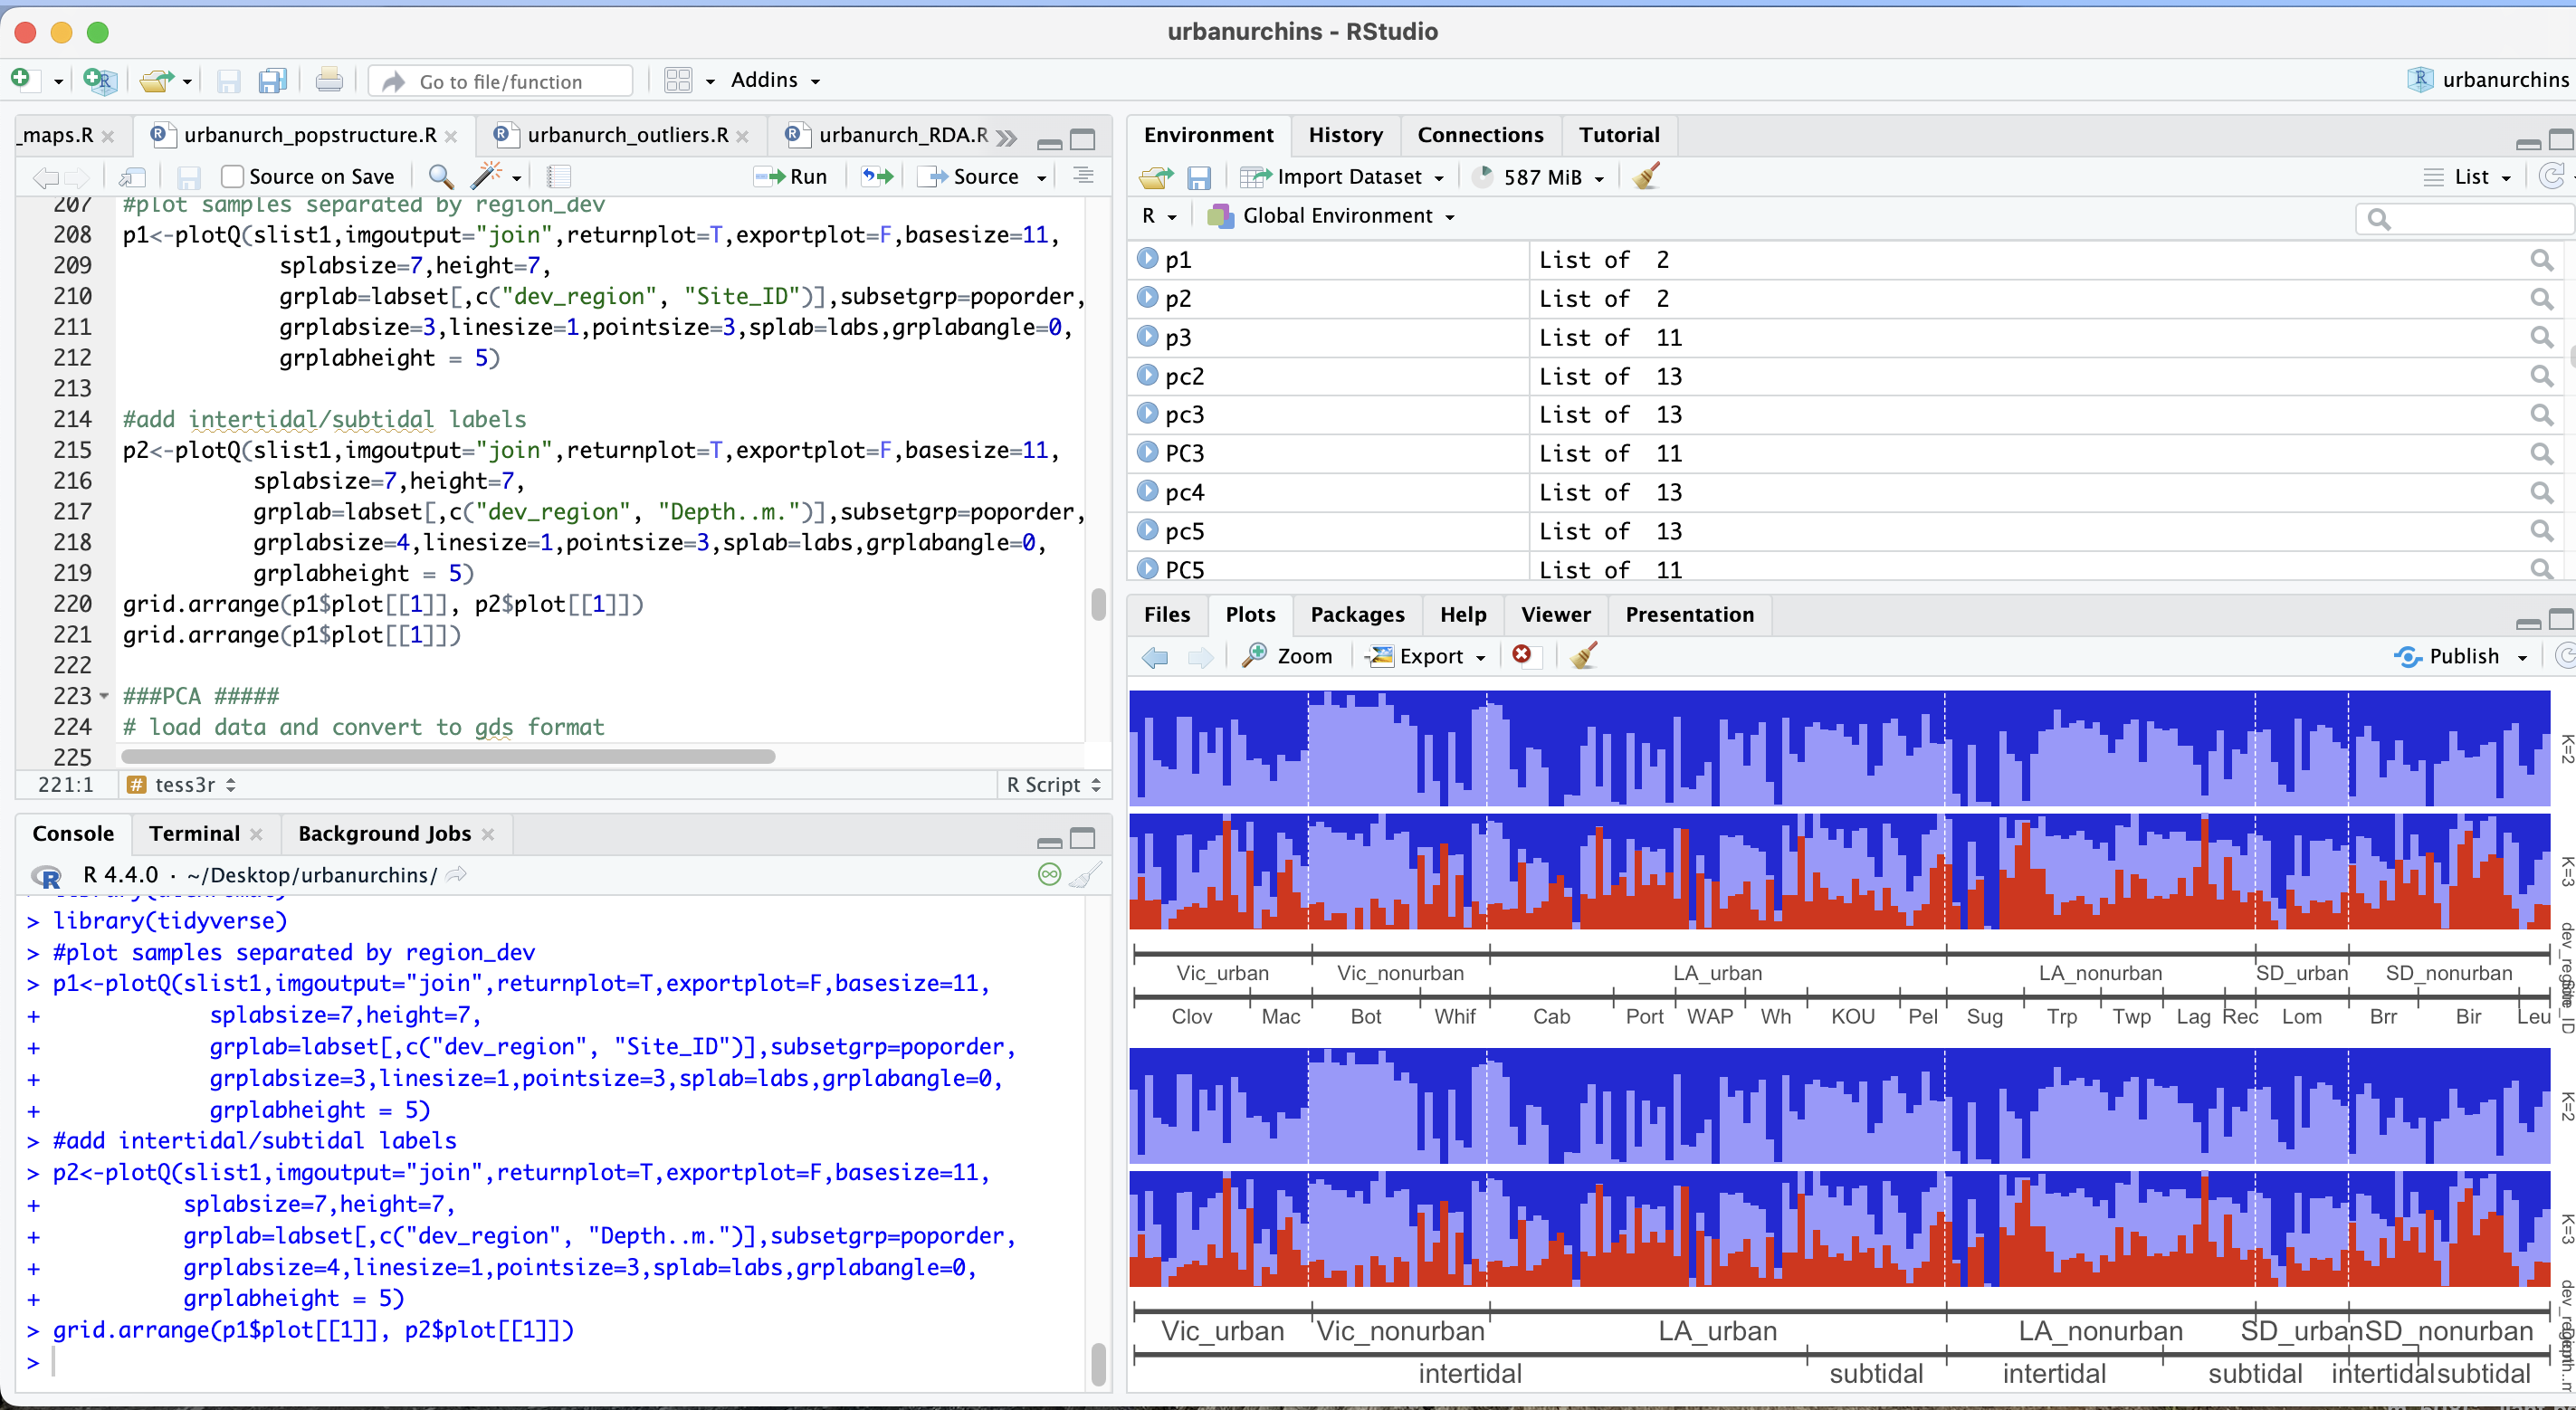 urbanurchins - RStudio
Go to file/function
Addins
urbanurchins
_maps.R
urbanurch_popstructure.R
urbanurch_outliers.R
urbanurch_RDA.R
Source on Save
Run
Source
207 #plot samples separated by region_dev
208 p1<-plotQ(slist1,imgoutput="join",returnplot=T,exportplot=F,basesize=11,
209 splabsize=7,height=7,
210 grplab=labset[,c("dev_region", "Site_ID")],subsetgrp=poporder,
211 grplabsize=3,linesize=1,pointsize=3,splab=labs,grplabangle=0,
212 grplabheight = 5)
213
214 #add intertidal/subtidal labels
215 p2<-plotQ(slist1,imgoutput="join",returnplot=T,exportplot=F,basesize=11,
216 splabsize=7,height=7,
217 grplab=labset[,c("dev_region", "Depth..m.")],subsetgrp=poporder,
218 grplabsize=4,linesize=1,pointsize=3,splab=labs,grplabangle=0,
219 grplabheight = 5)
220 grid.arrange(p1$plot[[1]], p2$plot[[1]])
221 grid.arrange(p1$plot[[1]])
222
223 ###PCA #####
224 # load data and convert to gds format
225
221:1 # tess3r R Script
Console Terminal Background Jobs
R 4.4.0 · ~/Desktop/urbanurchins/
> library(tidyverse)
> #plot samples separated by region_dev
> p1<-plotQ(slist1,imgoutput="join",returnplot=T,exportplot=F,basesize=11,
+ splabsize=7,height=7,
+ grplab=labset[,c("dev_region", "Site_ID")],subsetgrp=poporder,
+ grplabsize=3,linesize=1,pointsize=3,splab=labs,grplabangle=0,
+ grplabheight = 5)
> #add intertidal/subtidal labels
> p2<-plotQ(slist1,imgoutput="join",returnplot=T,exportplot=F,basesize=11,
+ splabsize=7,height=7,
+ grplab=labset[,c("dev_region", "Depth..m.")],subsetgrp=poporder,
+ grplabsize=4,linesize=1,pointsize=3,splab=labs,grplabangle=0,
+ grplabheight = 5)
> grid.arrange(p1$plot[[1]], p2$plot[[1]])
>
Environment History Connections Tutorial
Import Dataset 587 MiB List
R Global Environment
p1 List of 2
p2 List of 2
p3 List of 11
pc2 List of 13
pc3 List of 13
PC3 List of 11
pc4 List of 13
pc5 List of 13
PC5 List of 11
Files Plots Packages Help Viewer Presentation
Zoom Export Publish
K=2
K=3
Vic_urban Vic_nonurban LA_urban LA_nonurban SD_urban SD_nonurban
Clov Mac Bot Whif Cab Port WAP Wh KOU Pel Sug Trp Twp Lag Rec Lom Brr Bir Leu
K=2
K=3
Vic_urban Vic_nonurban LA_urban LA_nonurban SD_urban SD_nonurban
intertidal subtidal intertidal subtidal intertidal subtidal